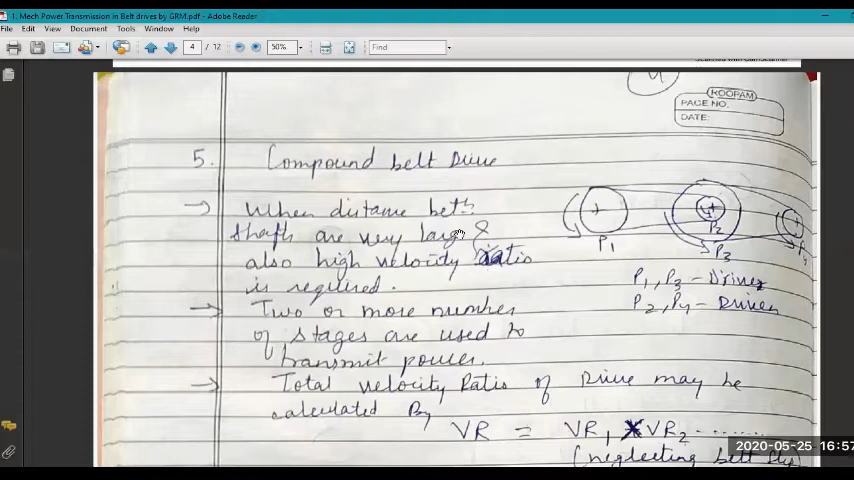 1. Mech Power Transmission in Belt drives by GRM.pdf - Adobe Reader
File Edit View Document Tools Window Help
4 / 12 50% Find
4
ROOPAM
PAGE NO.
DATE:
5. Compound belt Drive
→ When distance betn
shafts are very large &
also high velocity ratio
is required.
P1 P2 P3 P4
P1, P3 - Driver
P2, P4 - Driven
→ Two or more number
of stages are used to
transmit power.
→ Total velocity Ratio of Drive may be
calculated By
VR = VR1 × VR2 ........
(neglecting belt slip)
2020-05-25 16:57